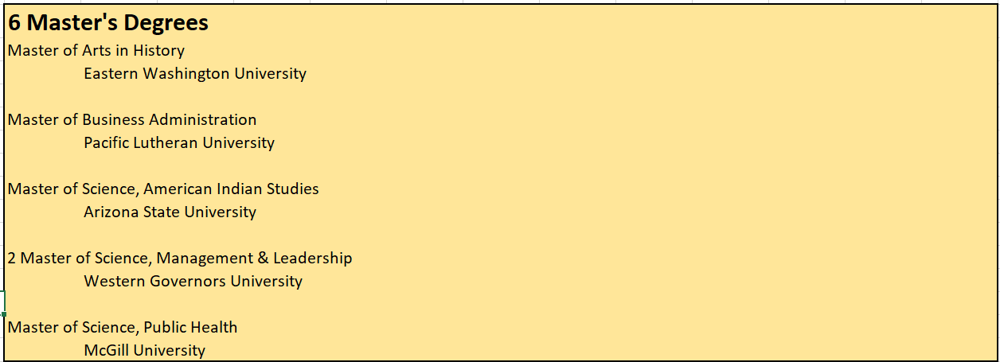 6 Master's Degrees
Master of Arts in History
Eastern Washington University
Master of Business Administration
Pacific Lutheran University
Master of Science, American Indian Studies
Arizona State University
2 Master of Science, Management & Leadership
Western Governors University
Master of Science, Public Health
McGill University